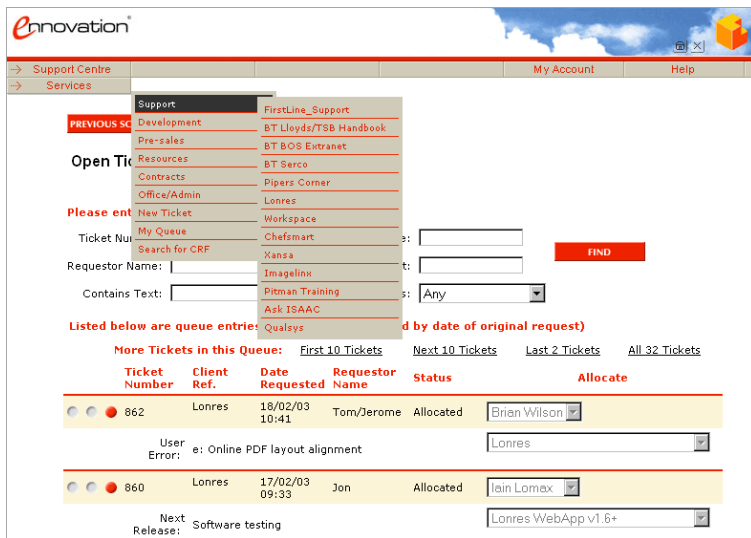 ennovation
Support Centre My Account Help
Services
Support
Development
Pre-sales
Resources
Contracts
Office/Admin
New Ticket
My Queue
Search for CRF
FirstLine_Support
BT Lloyds/TSB Handbook
BT BOS Extranet
BT Serco
Pipers Corner
Lonres
Workspace
Chefsmart
Xansa
Imagelinx
Pitman Training
Ask ISAAC
Qualsys
PREVIOUS SC
Open Tic
Please ent
Ticket Nu e:
FIND
Requestor Name: t:
Contains Text: s: Any
Listed below are queue entries d by date of original request)
More Tickets in this Queue: First 10 Tickets Next 10 Tickets Last 2 Tickets All 32 Tickets
Ticket Number Client Ref. Date Requested Requestor Name Status Allocate
862 Lonres 18/02/03 10:41 Tom/Jerome Allocated Brian Wilson
User Error: e: Online PDF layout alignment Lonres
860 Lonres 17/02/03 09:33 Jon Allocated Iain Lomax
Next Release: Software testing Lonres WebApp v1.6+